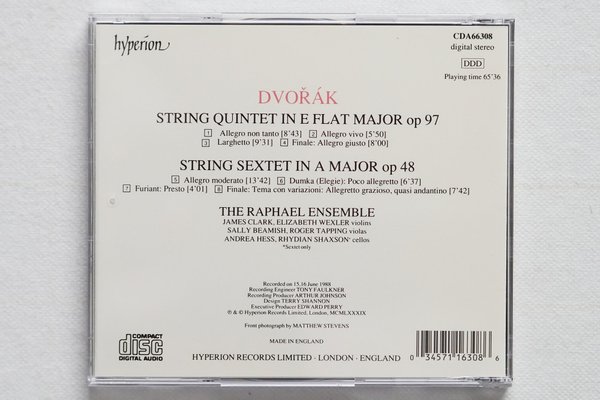 hyperion
CDA66308
digital stereo
DDD
Playing time 65'36
DVOŘÁK
STRING QUINTET IN E FLAT MAJOR op 97
1 Allegro non tanto [8'43] 2 Allegro vivo [5'50]
3 Larghetto [9'31] 4 Finale: Allegro giusto [8'00]
STRING SEXTET IN A MAJOR op 48
5 Allegro moderato [13'42] 6 Dumka (Elegie): Poco allegretto [6'37]
7 Furiant: Presto [4'01] 8 Finale: Tema con variazioni: Allegretto grazioso, quasi andantino [7'42]
THE RAPHAEL ENSEMBLE
JAMES CLARK, ELIZABETH WEXLER violins
SALLY BEAMISH, ROGER TAPPING violas
ANDREA HESS, RHYDIAN SHAXSON* cellos
*Sextet only
Recorded on 15,16 June 1988
Recording Engineer TONY FAULKNER
Recording Producer ARTHUR JOHNSON
Design TERRY SHANNON
Executive Producer EDWARD PERRY
℗ & © Hyperion Records Limited, London, MCMLXXXIX
Front photograph by MATTHEW STEVENS
MADE IN ENGLAND
COMPACT
disc
DIGITAL AUDIO
HYPERION RECORDS LIMITED · LONDON · ENGLAND
0 34571 16308 6